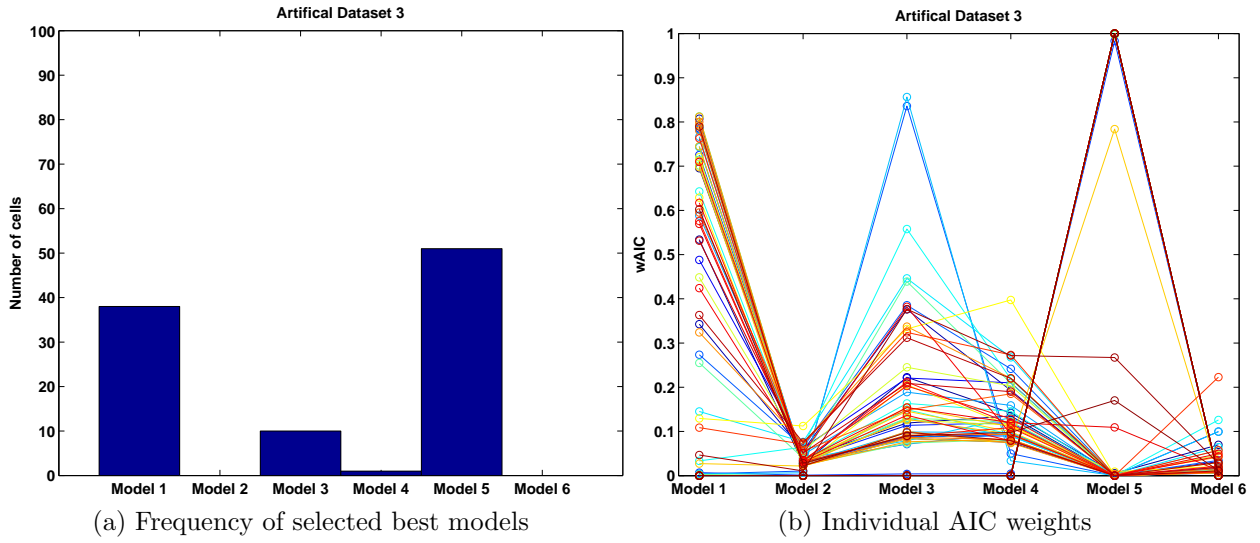 Artifical Dataset 3
100
90
80
70
60
50
40
30
20
10
0
Number of cells
Model 1 Model 2 Model 3 Model 4 Model 5 Model 6
(a) Frequency of selected best models
Artifical Dataset 3
1
0.9
0.8
0.7
0.6
0.5
0.4
0.3
0.2
0.1
0
wAIC
Model 1 Model 2 Model 3 Model 4 Model 5 Model 6
(b) Individual AIC weights